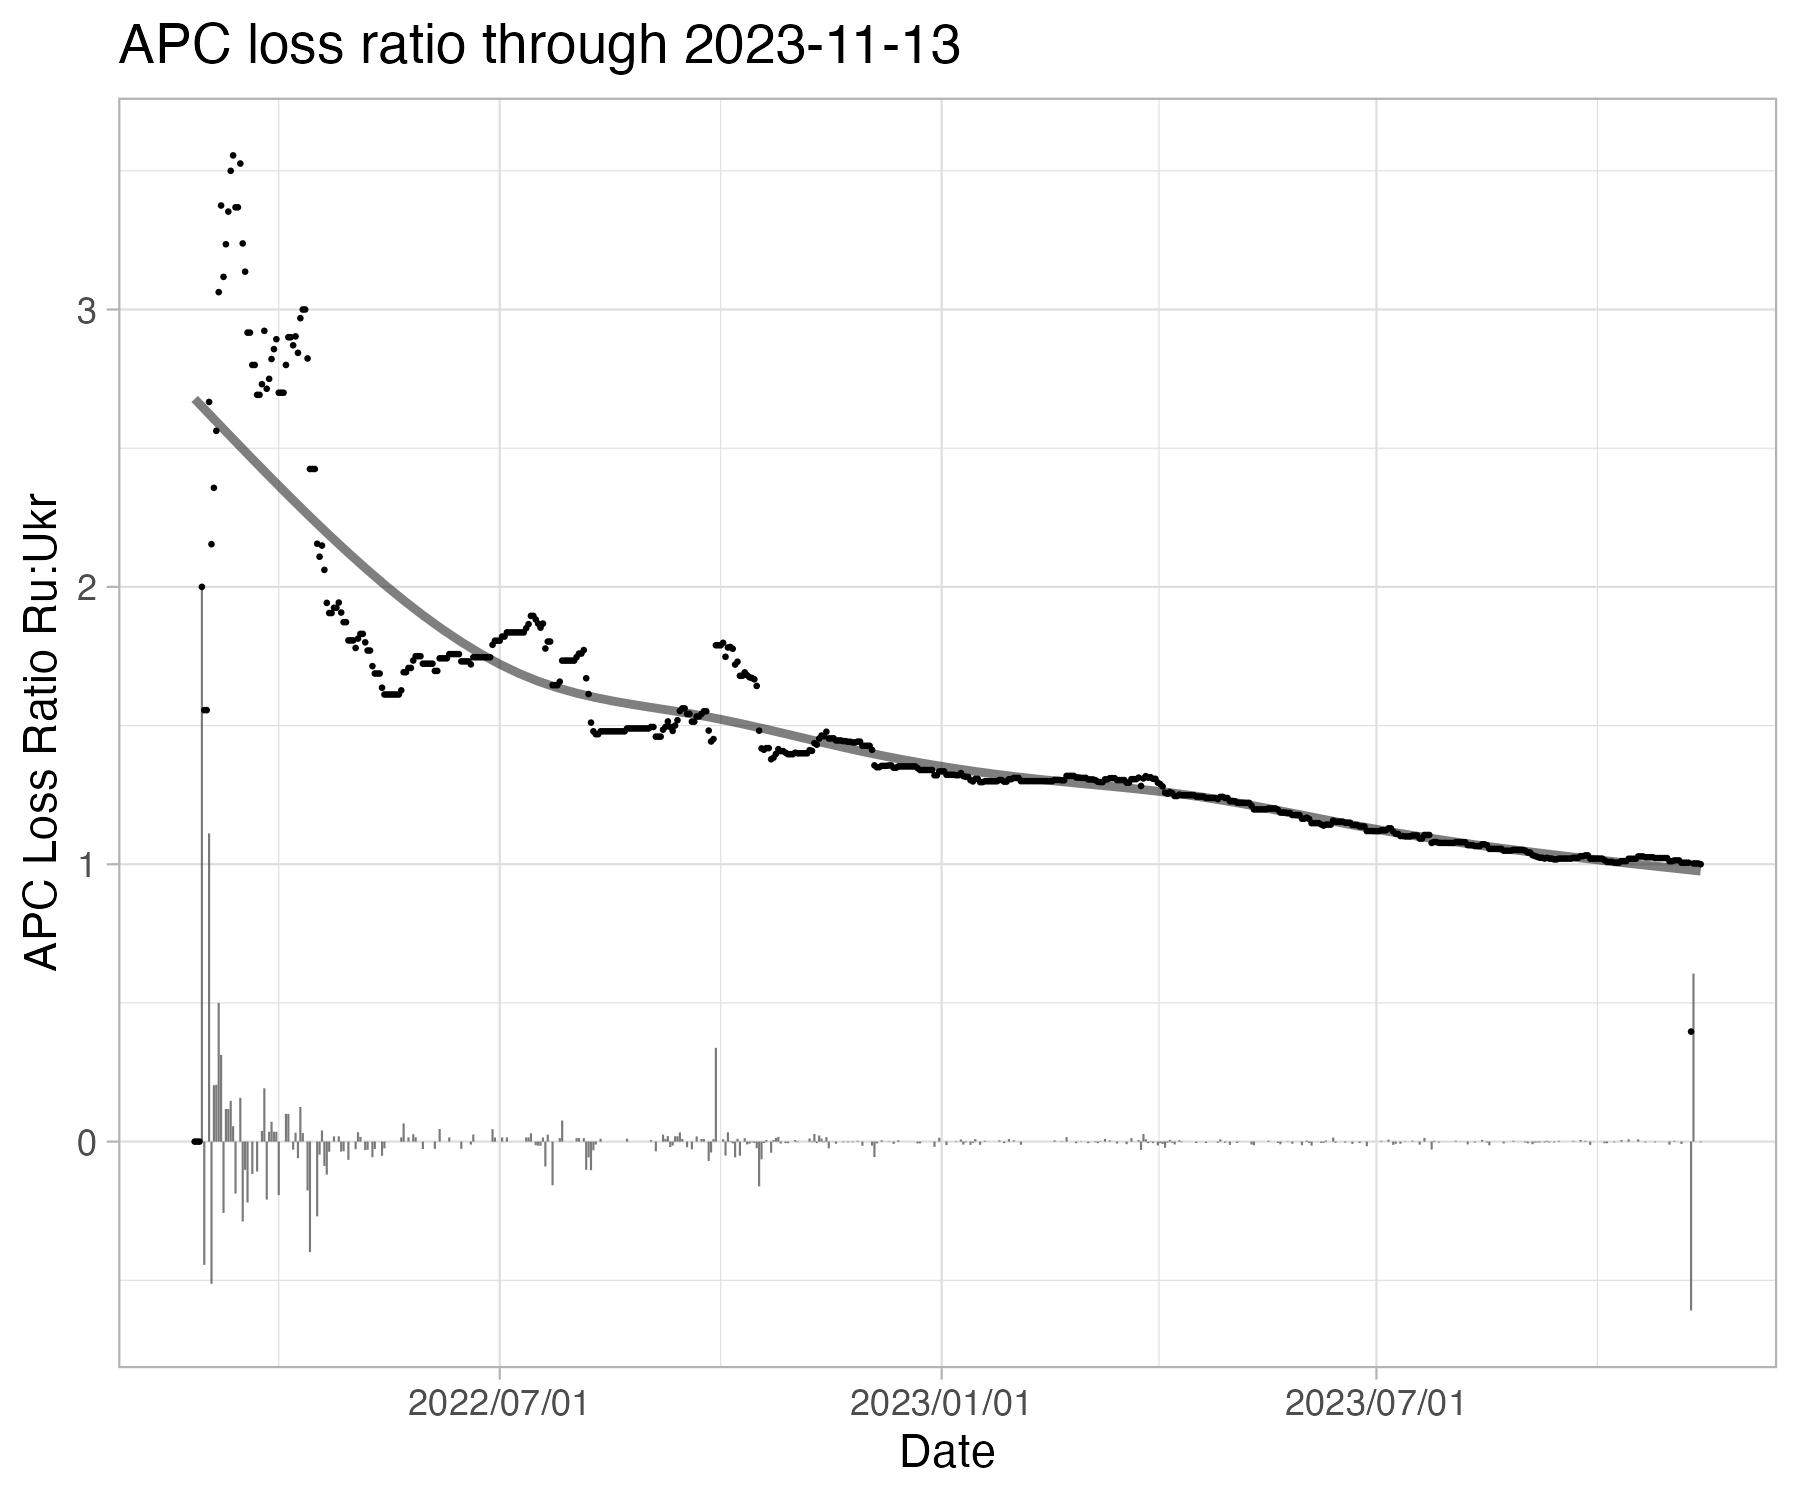 APC loss ratio through 2023-11-13
APC Loss Ratio Ru:Ukr
3
2
1
0
2022/07/01
2023/01/01
2023/07/01
Date